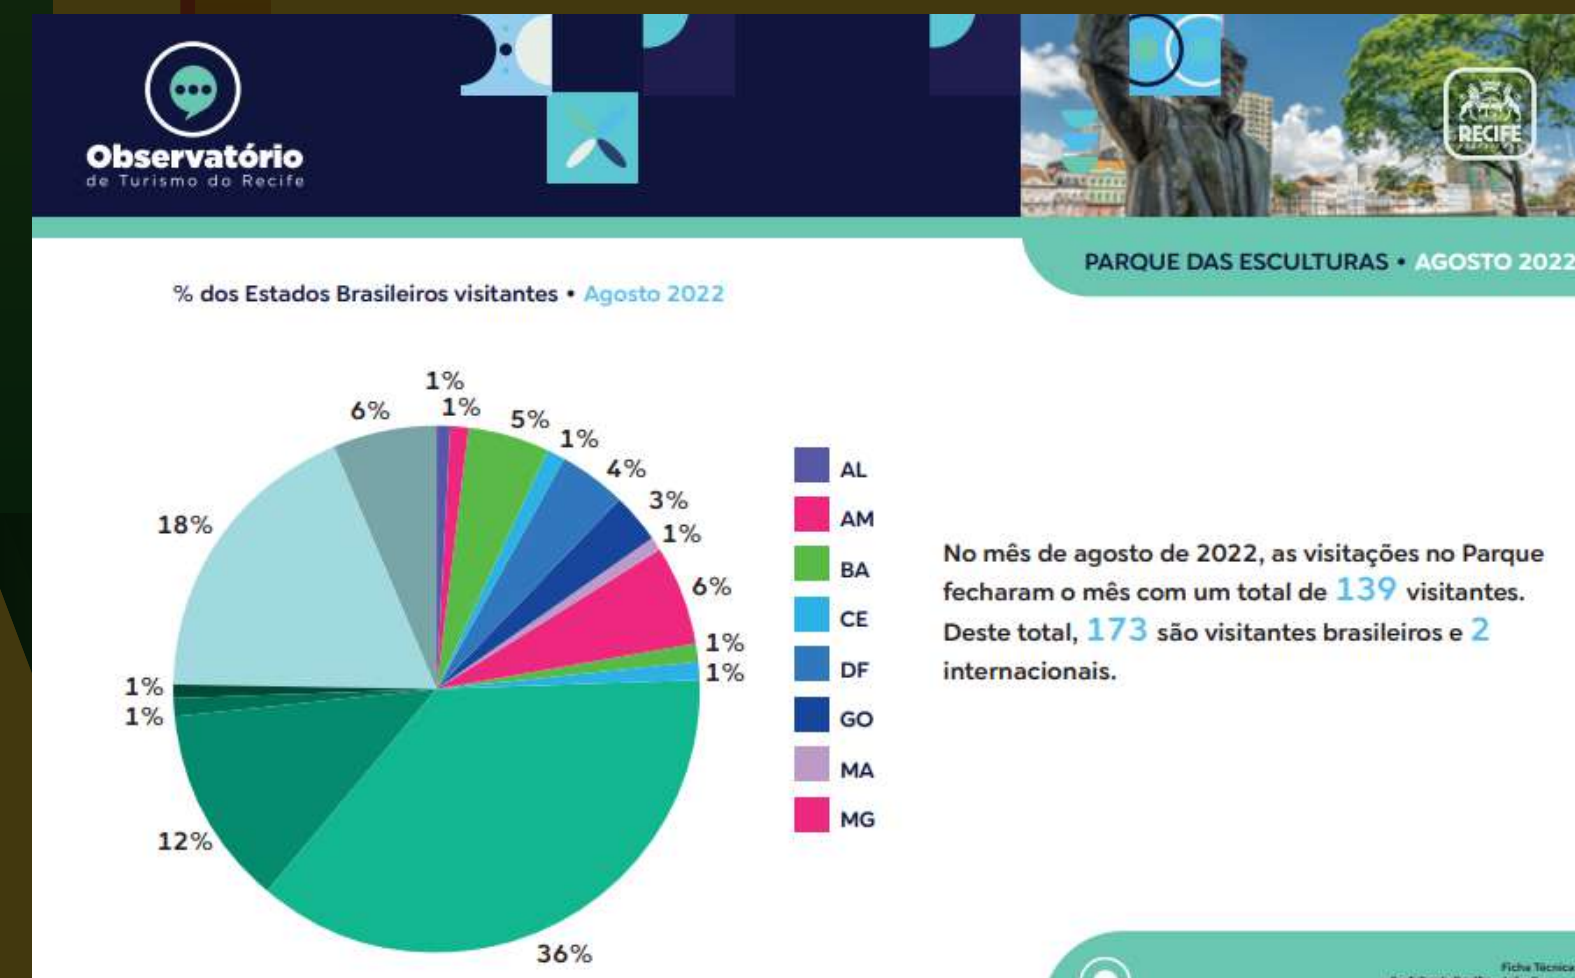 Observatório
de Turismo do Recife
RECIFE
PARQUE DAS ESCULTURAS • AGOSTO 2022
% dos Estados Brasileiros visitantes • Agosto 2022
1%
6%
1%
5%
1%
4%
3%
1%
6%
1%
1%
36%
12%
1%
1%
18%
AL
AM
BA
CE
DF
GO
MA
MG
No mês de agosto de 2022, as visitações no Parque
fecharam o mês com um total de 139 visitantes.
Deste total, 173 são visitantes brasileiros e 2
internacionais.
Ficha Técnica